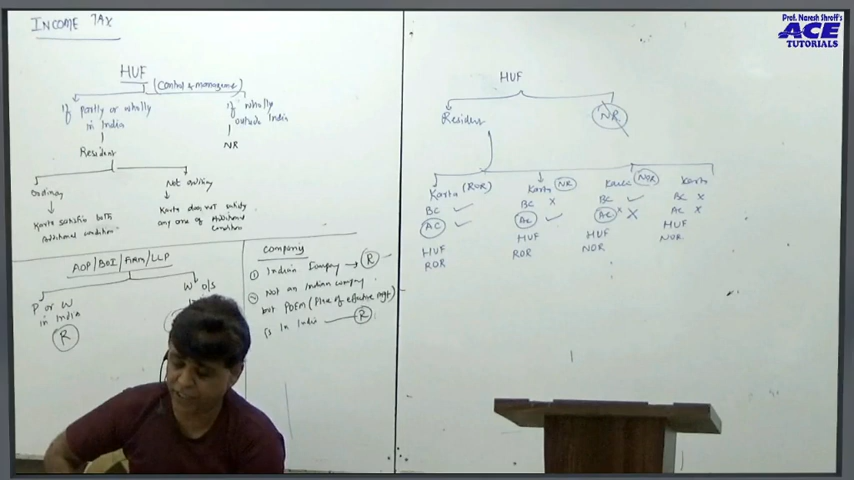 INCOME TAX
HUF (Control & manageme)
If partly or wholly
in India
Resident
if wholly
outside India
NR
Ordinary
Karta satisfies both
Additional condition
Not ordinary
Karta does not satisfy
any one of Additional
condition
AOP/BOI/Firm/LLP
P or W
in India
R
W O/S
Company
① Indian Company → R
② Not an Indian company
but POEM (Place of effective mgt)
is In India — R
HUF
Resident
NR
Karta (ROR)
BC ✓
AC ✓
HUF
ROR
Karta NR
BC ×
AC ✓
HUF
ROR
Karta NOR
BC ✓
AC × ×
HUF
NOR
Karta
BC ×
AC ×
HUF
NOR
Prof. Naresh Shroff's
ACE
TUTORIALS